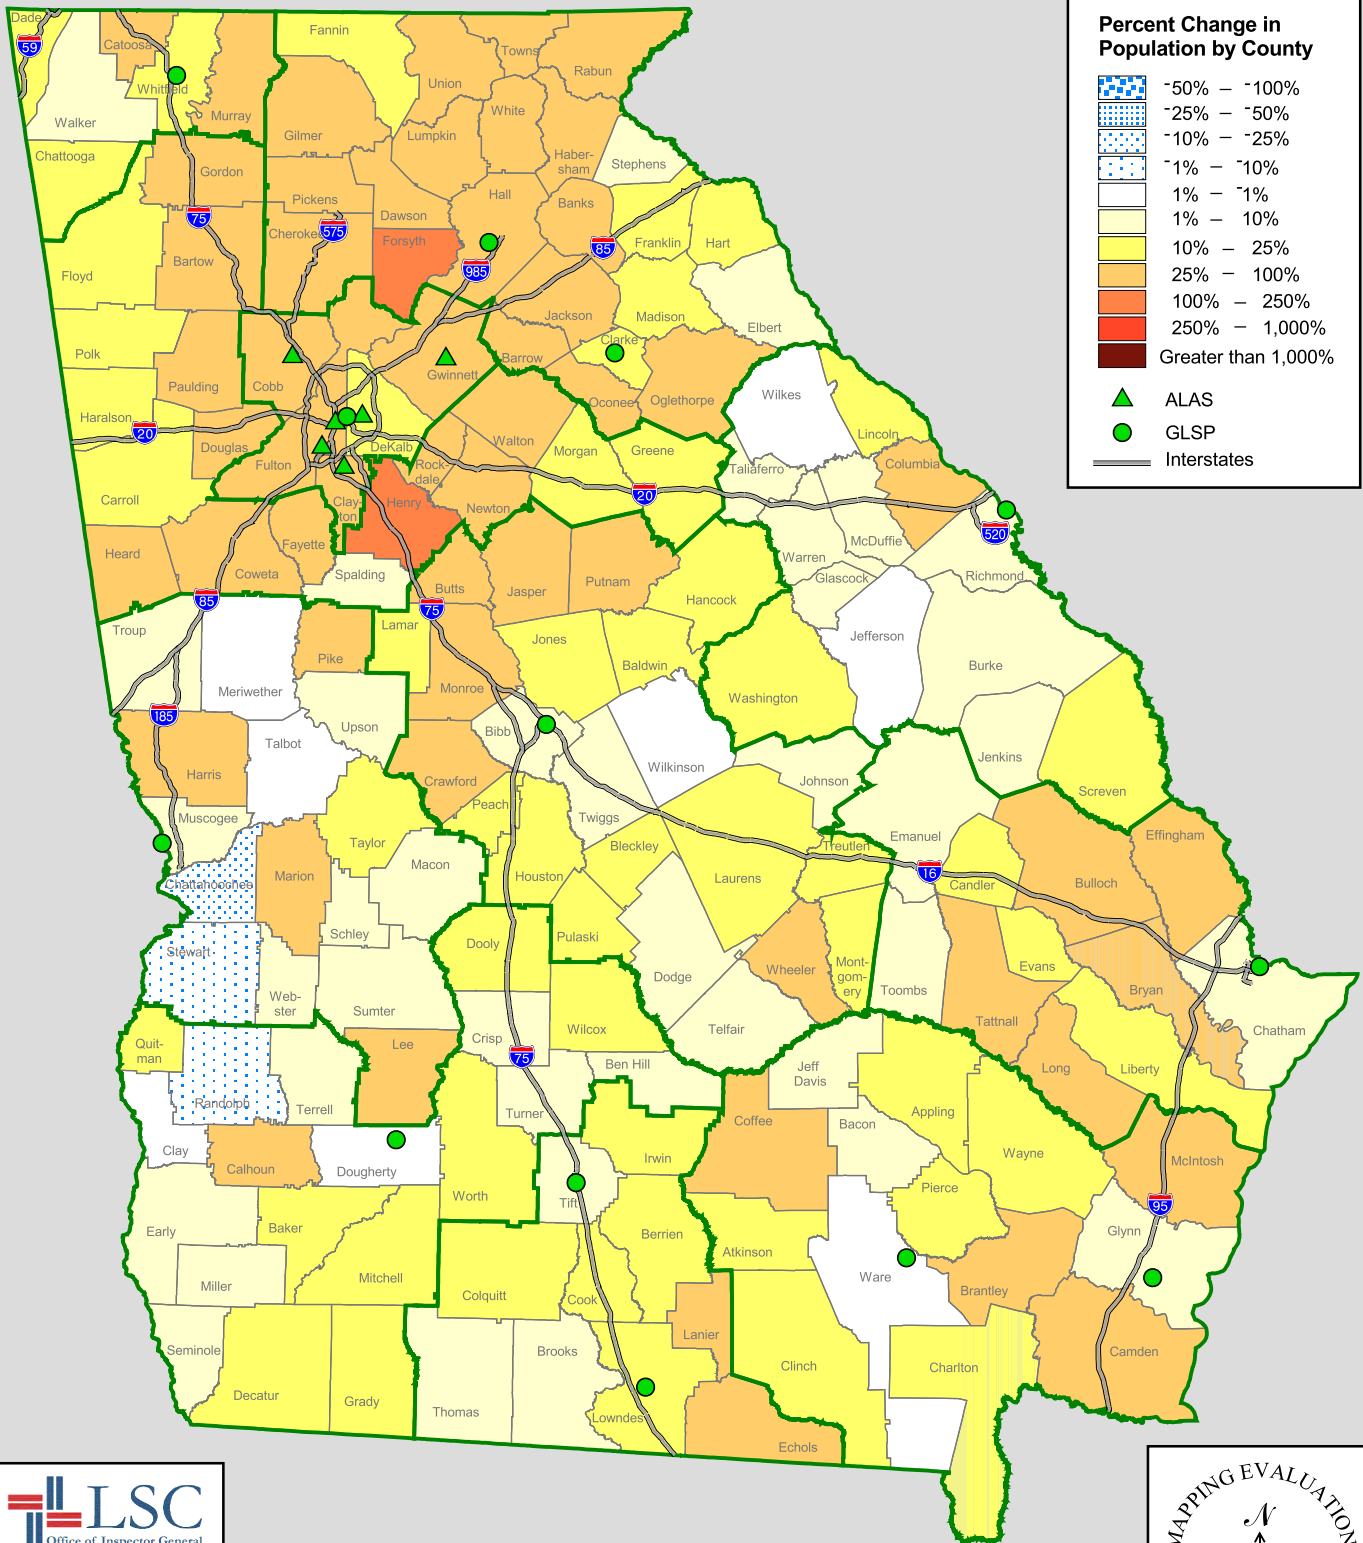 Percent Change in
Population by County
-50% – -100%
-25% – -50%
-10% – -25%
-1% – -10%
1% – -1%
1% – 10%
10% – 25%
25% – 100%
100% – 250%
250% – 1,000%
Greater than 1,000%
ALAS
GLSP
Interstates
Dade
59
Catoosa
Fannin
Towns
Rabun
Union
Whitfield
Walker
Murray
Gilmer
Lumpkin
White
Haber-
sham
Stephens
Chattooga
Gordon
Pickens
Dawson
Hall
Banks
75
Cherokee
575
Forsyth
985
85
Franklin
Hart
Floyd
Bartow
Jackson
Madison
Elbert
Polk
Paulding
Cobb
Gwinnett
Barrow
Clarke
Oconee
Oglethorpe
Wilkes
Lincoln
Haralson
20
Douglas
Fulton
DeKalb
Rock-
dale
Walton
Morgan
Greene
Taliaferro
Columbia
Carroll
Clay-
ton
Henry
Newton
20
520
Heard
Coweta
Fayette
Spalding
Butts
Jasper
Putnam
Hancock
Warren
McDuffie
Glascock
Richmond
85
75
Troup
Meriwether
Pike
Lamar
Monroe
Jones
Baldwin
Washington
Jefferson
Burke
185
Talbot
Upson
Bibb
Wilkinson
Johnson
Jenkins
Screven
Harris
Crawford
Peach
Twiggs
Muscogee
Taylor
Macon
Houston
Bleckley
Laurens
Treutlen
Emanuel
16
Candler
Bulloch
Effingham
Chattahoochee
Marion
Schley
Dooly
Pulaski
Dodge
Wheeler
Mont-
gom-
ery
Toombs
Evans
Bryan
Stewart
Web-
ster
Sumter
Crisp
Wilcox
Telfair
Tattnall
Chatham
Quit-
man
Randolph
Terrell
Lee
75
Turner
Ben Hill
Jeff
Davis
Long
Liberty
Clay
Calhoun
Dougherty
Worth
Tift
Irwin
Coffee
Bacon
Appling
Wayne
McIntosh
Pierce
95
Early
Baker
Miller
Mitchell
Colquitt
Cook
Berrien
Atkinson
Ware
Brantley
Glynn
Seminole
Decatur
Grady
Thomas
Brooks
Lowndes
Lanier
Echols
Clinch
Charlton
Camden
LSC
Office of Inspector General
MAPPING EVALUATION
N